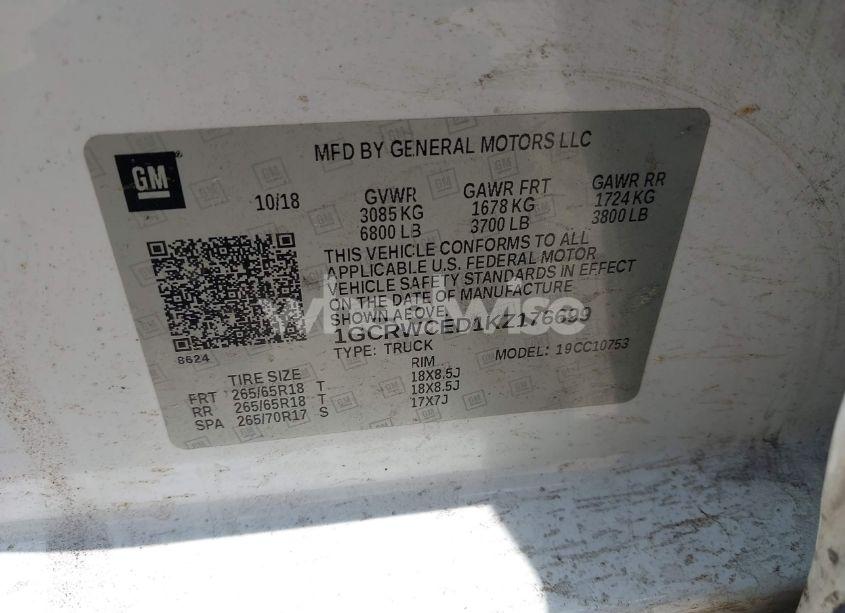 GM
MFD BY GENERAL MOTORS LLC
10/18 GVWR GAWR FRT GAWR RR
3085 KG 1678 KG 1724 KG
6800 LB 3700 LB 3800 LB
THIS VEHICLE CONFORMS TO ALL
APPLICABLE U.S. FEDERAL MOTOR
VEHICLE SAFETY STANDARDS IN EFFECT
ON THE DATE OF MANUFACTURE
SHOWN ABOVE.
1GCRWCED1KZ176699
8624
TYPE: TRUCK MODEL: 19CC10753
TIRE SIZE RIM
FRT 265/65R18 T 18X8.5J
RR 265/65R18 T 18X8.5J
SPA 265/70R17 S 17X7J